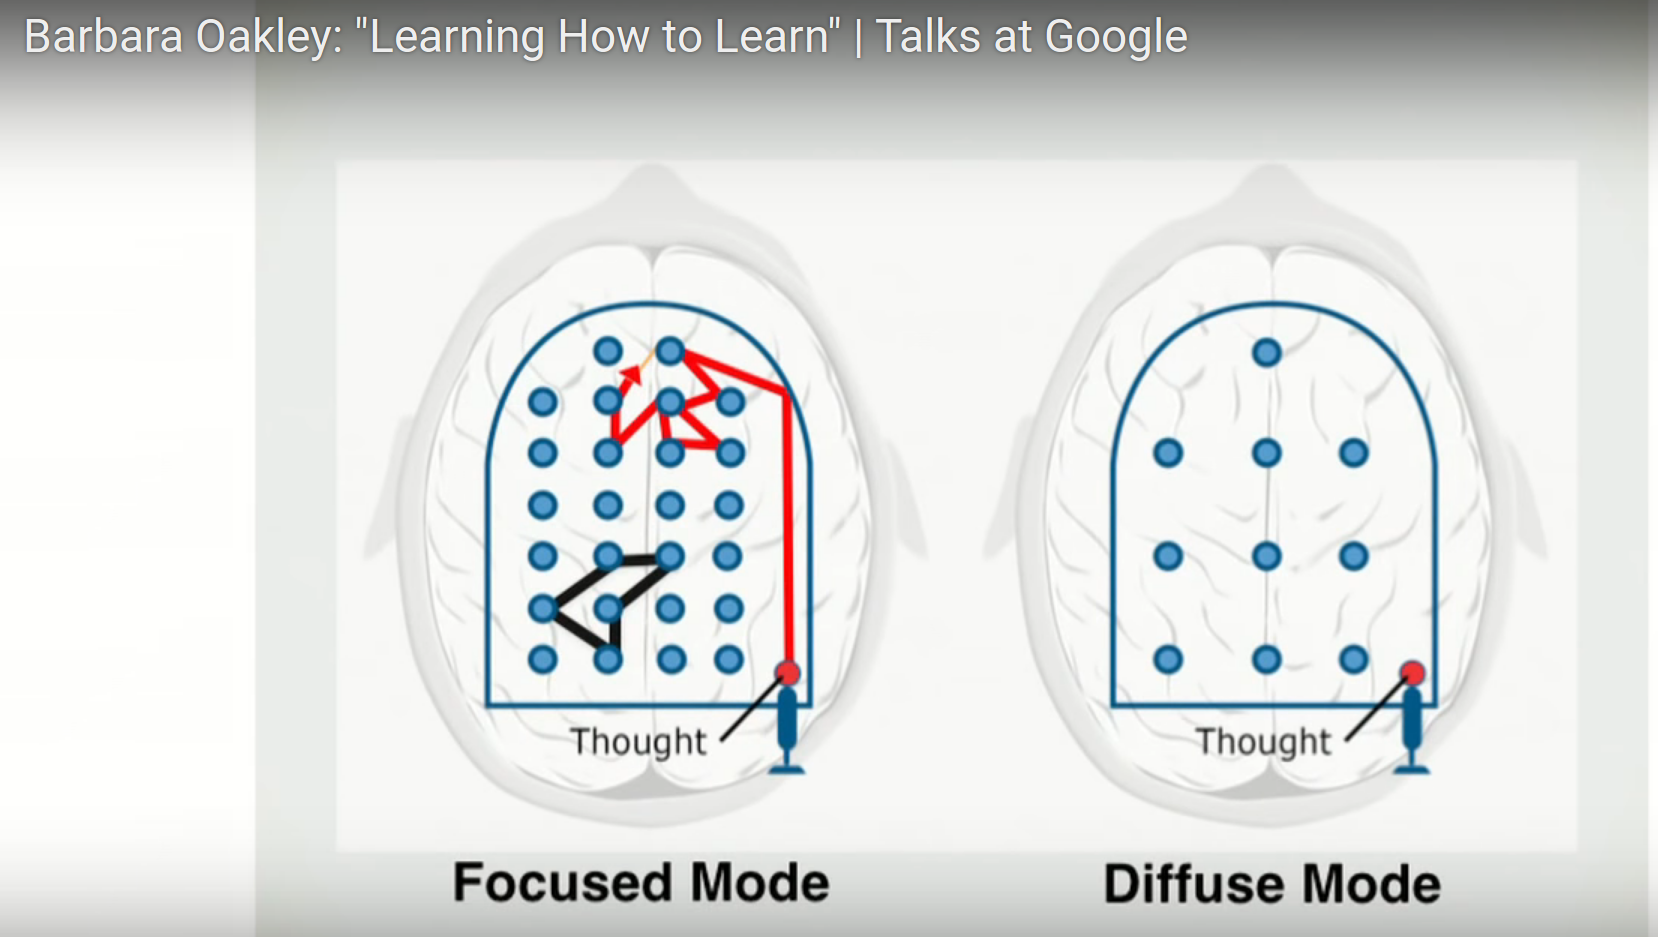 Barbara Oakley: "Learning How to Learn" | Talks at Google
Thought
Thought
Focused Mode
Diffuse Mode